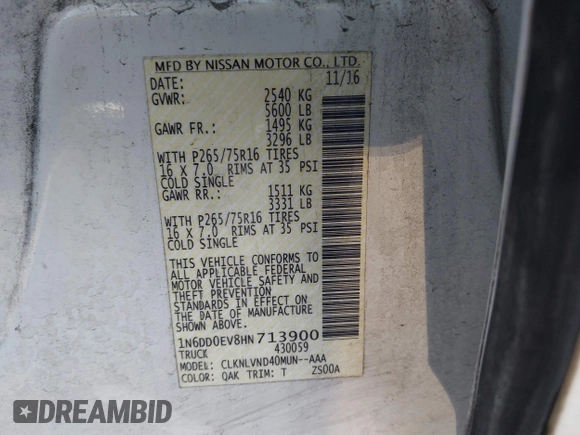 MFD BY NISSAN MOTOR CO., LTD.
DATE: 11/16
GVWR: 2540 KG
5600 LB
GAWR FR.: 1495 KG
3296 LB
WITH P265/75R16 TIRES
16 X 7.0 RIMS AT 35 PSI
COLD SINGLE
GAWR RR.: 1511 KG
3331 LB
WITH P265/75R16 TIRES
16 X 7.0 RIMS AT 35 PSI
COLD SINGLE
THIS VEHICLE CONFORMS TO
ALL APPLICABLE FEDERAL
MOTOR VEHICLE SAFETY AND
THEFT PREVENTION
STANDARDS IN EFFECT ON
THE DATE OF MANUFACTURE
SHOWN ABOVE.
1N6DD0EV8HN713900
TRUCK 430059
MODEL: CLKNLVND40MUN--AAA
COLOR: QAK TRIM: T ZS00A
DREAMBID
DREAMBID